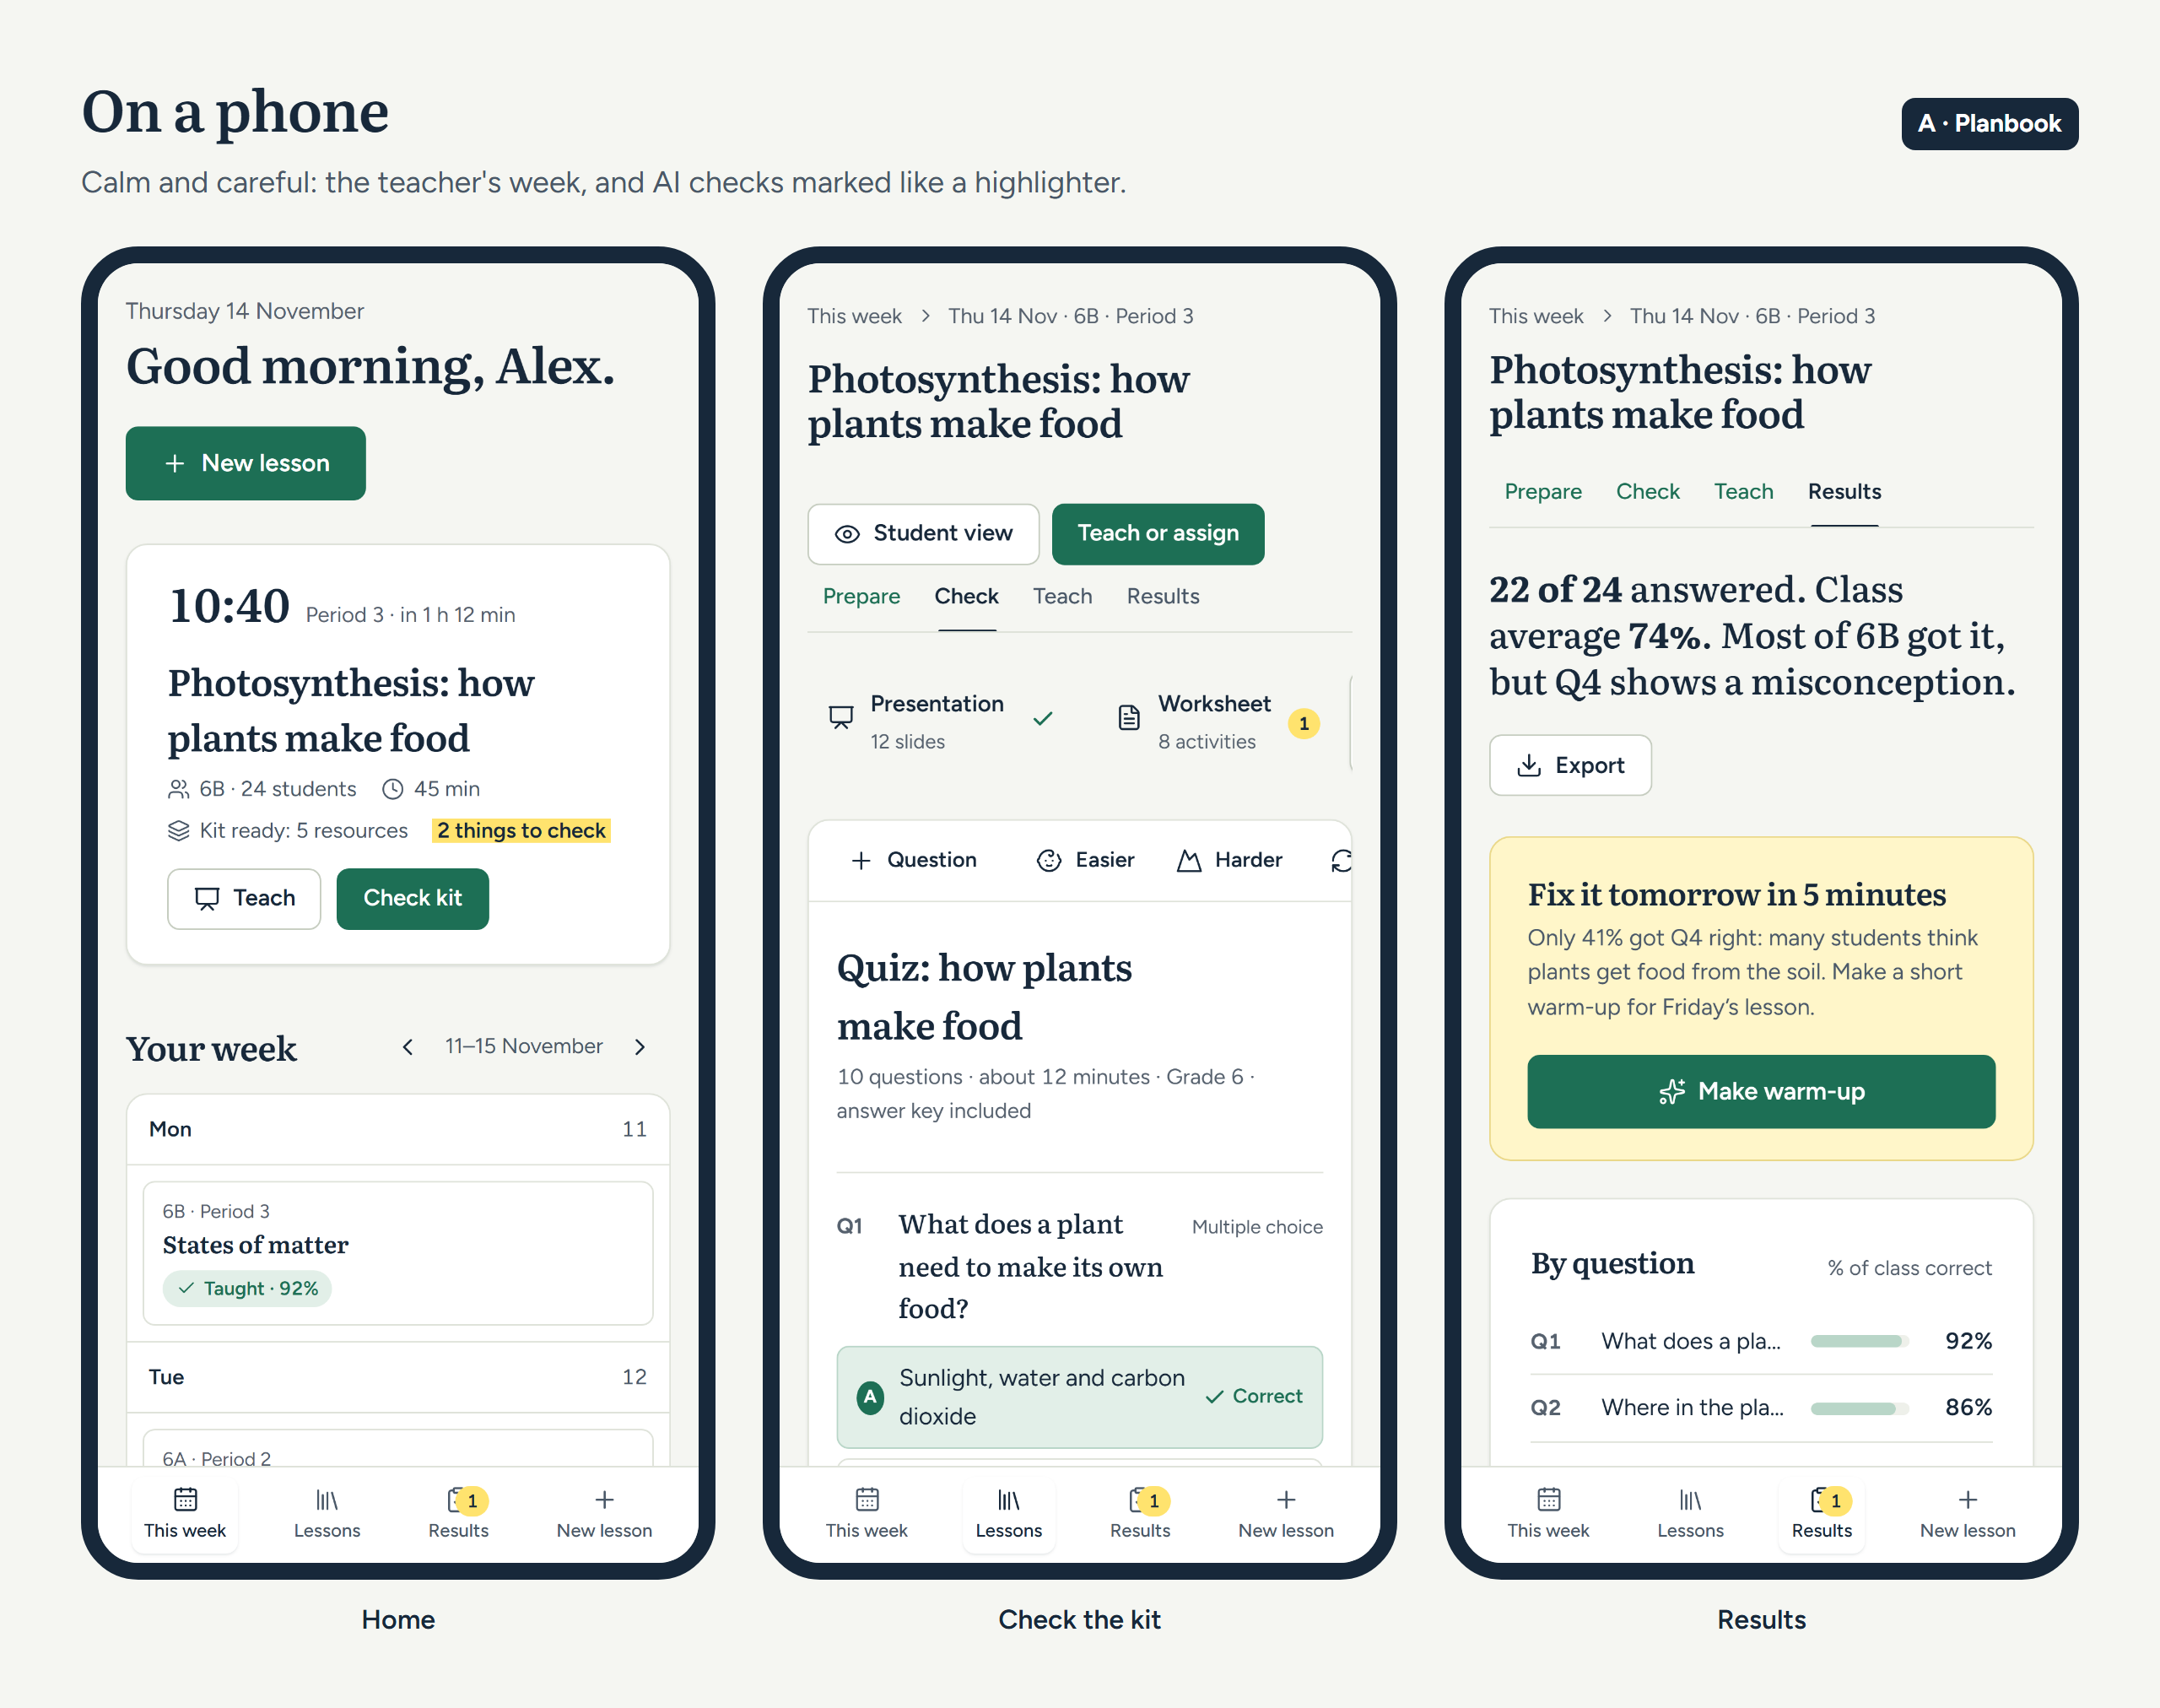 On a phone
A · Planbook
Calm and careful: the teacher's week, and AI checks marked like a highlighter.
Thursday 14 November
Good morning, Alex.
New lesson
10:40 Period 3 · in 1 h 12 min
Photosynthesis: how
plants make food
6B · 24 students 45 min
Kit ready: 5 resources 2 things to check
Teach Check kit
Your week 11–15 November
Mon 11
6B · Period 3
States of matter
Taught · 92%
Tue 12
6A · Period 2
This week Lessons Results 1 New lesson
Home
This week > Thu 14 Nov · 6B · Period 3
Photosynthesis: how
plants make food
Student view Teach or assign
Prepare Check Teach Results
Presentation
12 slides
Worksheet
8 activities
1
Question Easier Harder
Quiz: how plants
make food
10 questions · about 12 minutes · Grade 6 ·
answer key included
Q1 What does a plant Multiple choice
need to make its own
food?
A Sunlight, water and carbon Correct
dioxide
This week Lessons Results 1 New lesson
Check the kit
This week > Thu 14 Nov · 6B · Period 3
Photosynthesis: how
plants make food
Prepare Check Teach Results
22 of 24 answered. Class
average 74%. Most of 6B got it,
but Q4 shows a misconception.
Export
Fix it tomorrow in 5 minutes
Only 41% got Q4 right: many students think
plants get food from the soil. Make a short
warm-up for Friday’s lesson.
Make warm-up
By question % of class correct
Q1 What does a pla... 92%
Q2 Where in the pla... 86%
This week Lessons Results 1 New lesson
Results